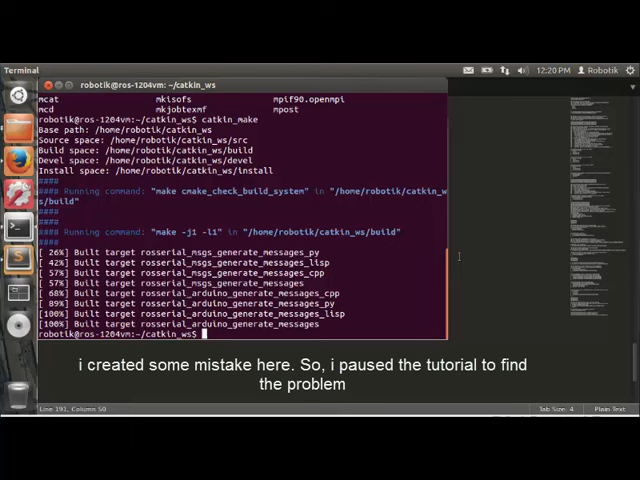 Terminal
12:20 PM
Robotik
robotik@ros-1204vm: ~/catkin_ws
mcat mkisofs mpif90.openmpi
mcd mkjobtexmf mpost
robotik@ros-1204vm:~/catkin_ws$ catkin_make
Base path: /home/robotik/catkin_ws
Source space: /home/robotik/catkin_ws/src
Build space: /home/robotik/catkin_ws/build
Devel space: /home/robotik/catkin_ws/devel
Install space: /home/robotik/catkin_ws/install
####
#### Running command: "make cmake_check_build_system" in "/home/robotik/catkin_w
s/build"
####
####
#### Running command: "make -j1 -l1" in "/home/robotik/catkin_ws/build"
####
[ 26%] Built target rosserial_msgs_generate_messages_py
[ 42%] Built target rosserial_msgs_generate_messages_lisp
[ 57%] Built target rosserial_msgs_generate_messages_cpp
[ 57%] Built target rosserial_msgs_generate_messages
[ 68%] Built target rosserial_arduino_generate_messages_cpp
[ 89%] Built target rosserial_arduino_generate_messages_py
[100%] Built target rosserial_arduino_generate_messages_lisp
[100%] Built target rosserial_arduino_generate_messages
robotik@ros-1204vm:~/catkin_ws$
i created some mistake here. So, i paused the tutorial to find
the problem
Line 191, Column 50
Tab Size: 4
Plain Text